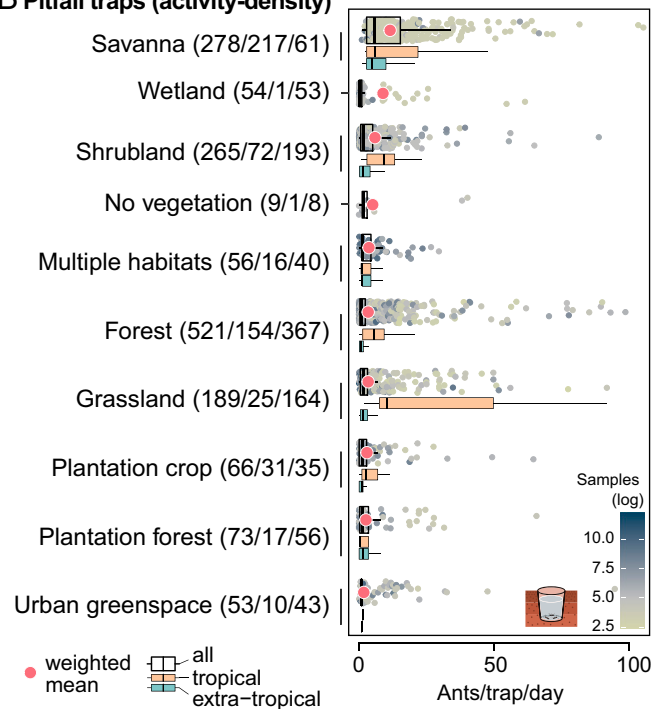 Pitfall traps (activity-density)
Savanna (278/217/61)
Wetland (54/1/53)
Shrubland (265/72/193)
No vegetation (9/1/8)
Multiple habitats (56/16/40)
Forest (521/154/367)
Grassland (189/25/164)
Plantation crop (66/31/35)
Plantation forest (73/17/56)
Urban greenspace (53/10/43)
Samples
(log)
10.0
7.5
5.0
2.5
0 50 100
Ants/trap/day
weighted
mean
all
tropical
extra−tropical